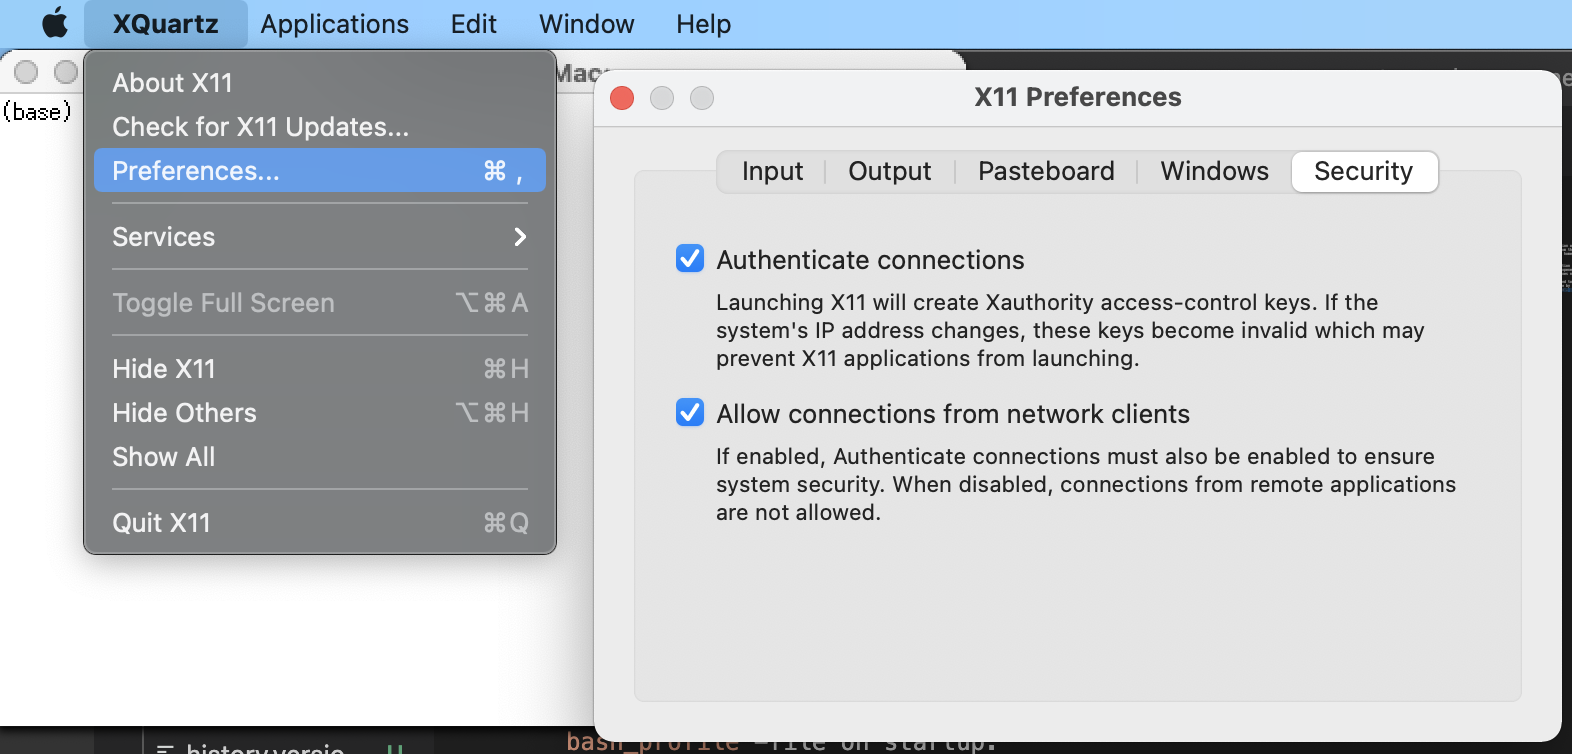 XQuartz Applications Edit Window Help
About X11
Check for X11 Updates...
Preferences... ⌘ ,
Services
Toggle Full Screen ⌥⌘A
Hide X11 ⌘H
Hide Others ⌥⌘H
Show All
Quit X11 ⌘Q
(base)
X11 Preferences
Input Output Pasteboard Windows Security
Authenticate connections
Launching X11 will create Xauthority access-control keys. If the
system's IP address changes, these keys become invalid which may
prevent X11 applications from launching.
Allow connections from network clients
If enabled, Authenticate connections must also be enabled to ensure
system security. When disabled, connections from remote applications
are not allowed.
bash_profile
on startup.